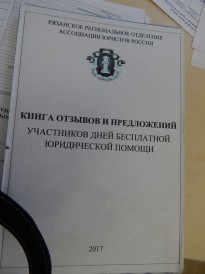 РЯЗАНСКОЕ РЕГИОНАЛЬНОЕ ОТДЕЛЕНИЕ
АССОЦИАЦИИ ЮРИСТОВ РОССИИ
КНИГА ОТЗЫВОВ И ПРЕДЛОЖЕНИЙ
УЧАСТНИКОВ ДНЕЙ БЕСПЛАТНОЙ
ЮРИДИЧЕСКОЙ ПОМОЩИ
2017